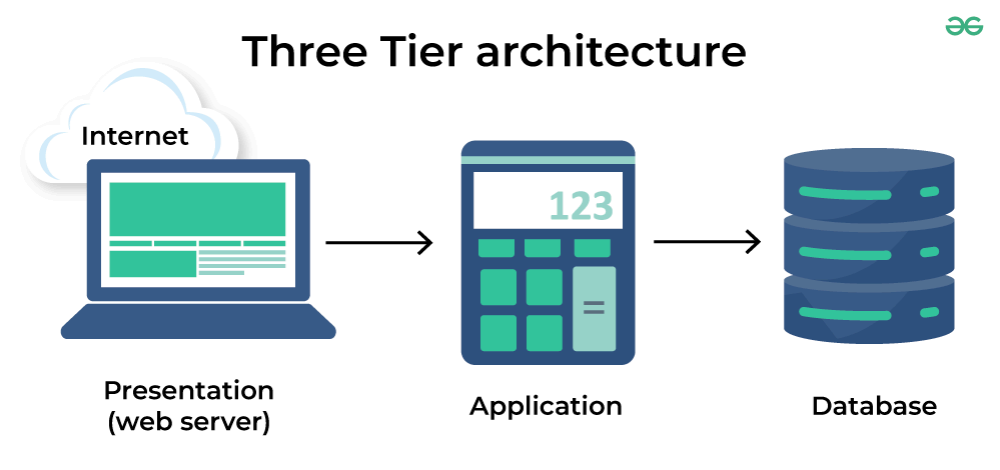 Three Tier architecture
Internet
123
=
Presentation
(web server)
Application
Database